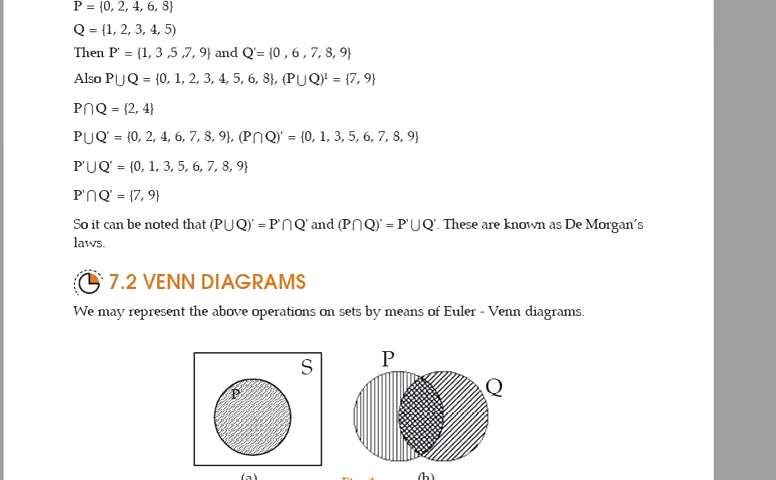 P = {0, 2, 4, 6, 8}
Q = {1, 2, 3, 4, 5)
Then P' = {1, 3 ,5 ,7, 9} and Q'= {0 , 6 , 7, 8, 9}
Also P⋃Q = {0, 1, 2, 3, 4, 5, 6, 8}, (P⋃Q)¹ = {7, 9}
P⋂Q = {2, 4}
P⋃Q' = {0, 2, 4, 6, 7, 8, 9}, (P⋂Q)' = {0, 1, 3, 5, 6, 7, 8, 9}
P'⋃Q' = {0, 1, 3, 5, 6, 7, 8, 9}
P'⋂Q' = {7, 9}
So it can be noted that (P⋃Q)' = P'⋂Q' and (P⋂Q)' = P'⋃Q'. These are known as De Morgan's
laws.
7.2 VENN DIAGRAMS
We may represent the above operations on sets by means of Euler - Venn diagrams.
P
S
Q
P
(a)
(b)